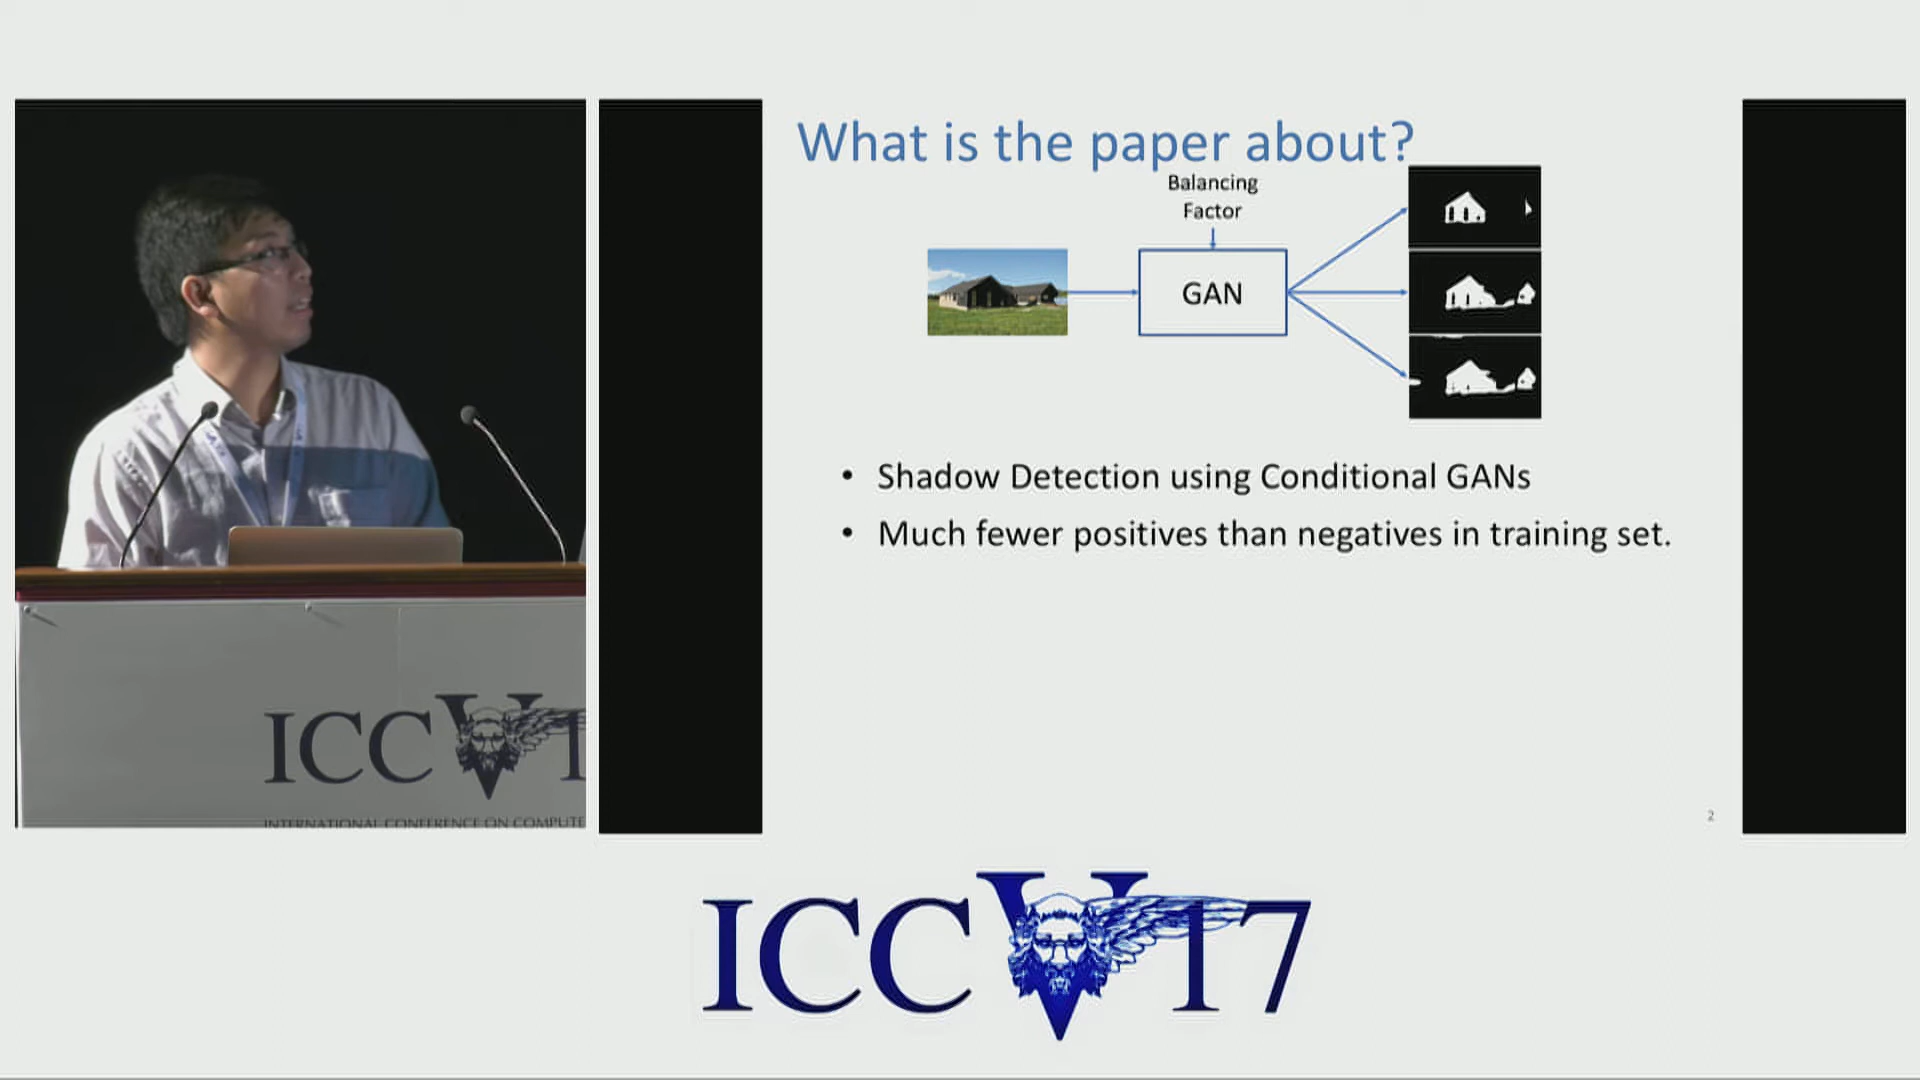 What is the paper about?
Balancing
Factor
GAN
• Shadow Detection using Conditional GANs
• Much fewer positives than negatives in training set.
2
ICCV 1
INTERNATIONAL CONFERENCE ON COMPUTE
ICCV17